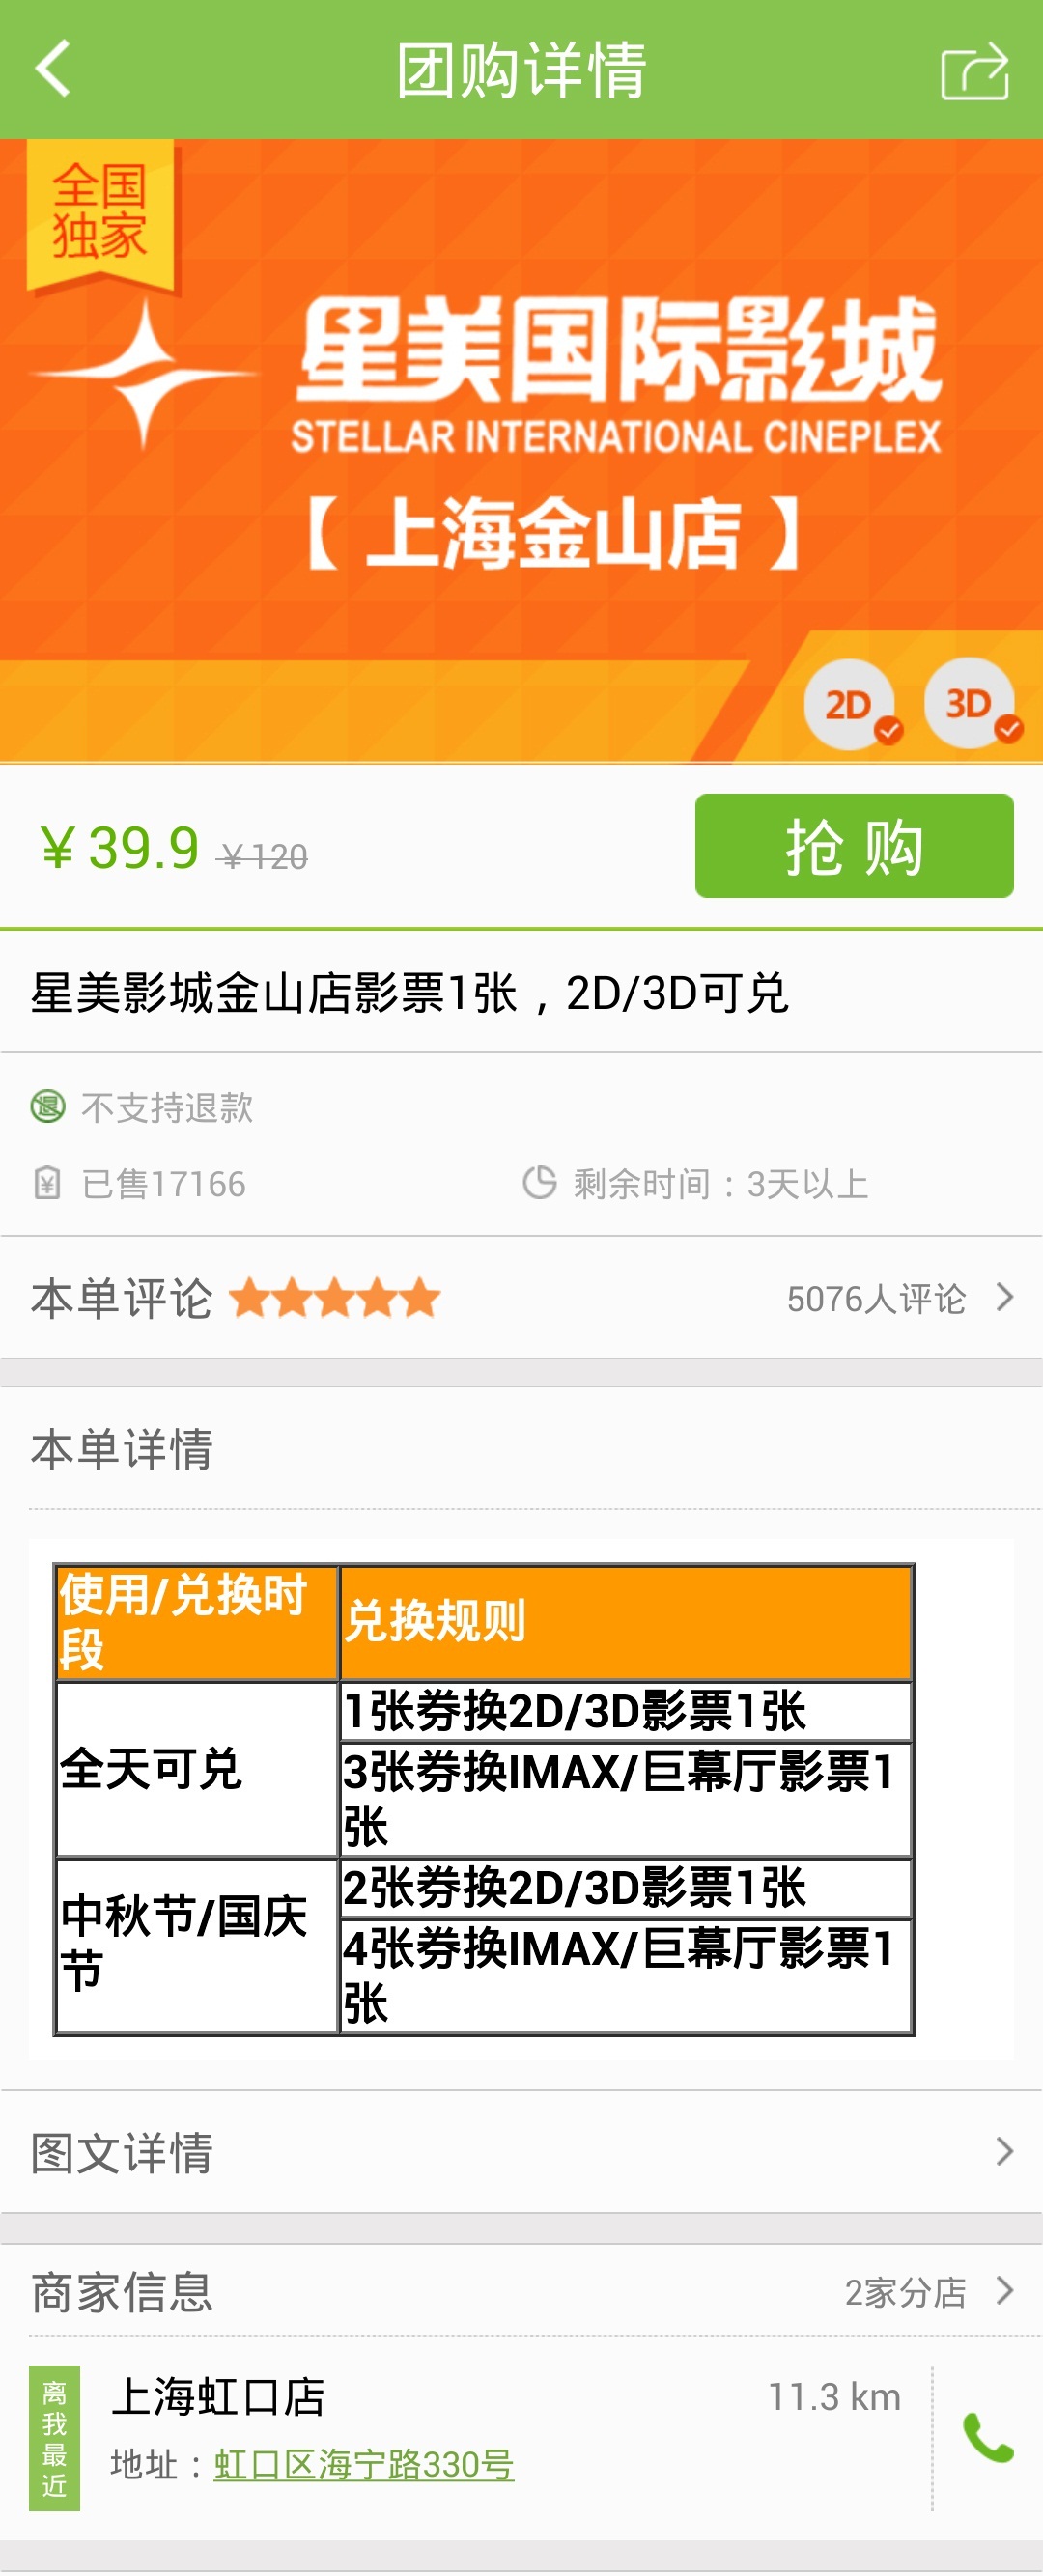 团购详情
全国
独家
星美国际影城
STELLAR INTERNATIONAL CINEPLEX
【上海金山店】
2D
3D
￥39.9 ￥120
抢购
星美影城金山店影票1张，2D/3D可兑
退 不支持退款
已售17166
剩余时间：3天以上
本单评论
5076人评论
本单详情
使用/兑换时
段
兑换规则
全天可兑
1张券换2D/3D影票1张
3张券换IMAX/巨幕厅影票1
张
中秋节/国庆
节
2张券换2D/3D影票1张
4张券换IMAX/巨幕厅影票1
张
图文详情
商家信息
2家分店
离
我
最
近
上海虹口店
11.3 km
地址：虹口区海宁路330号